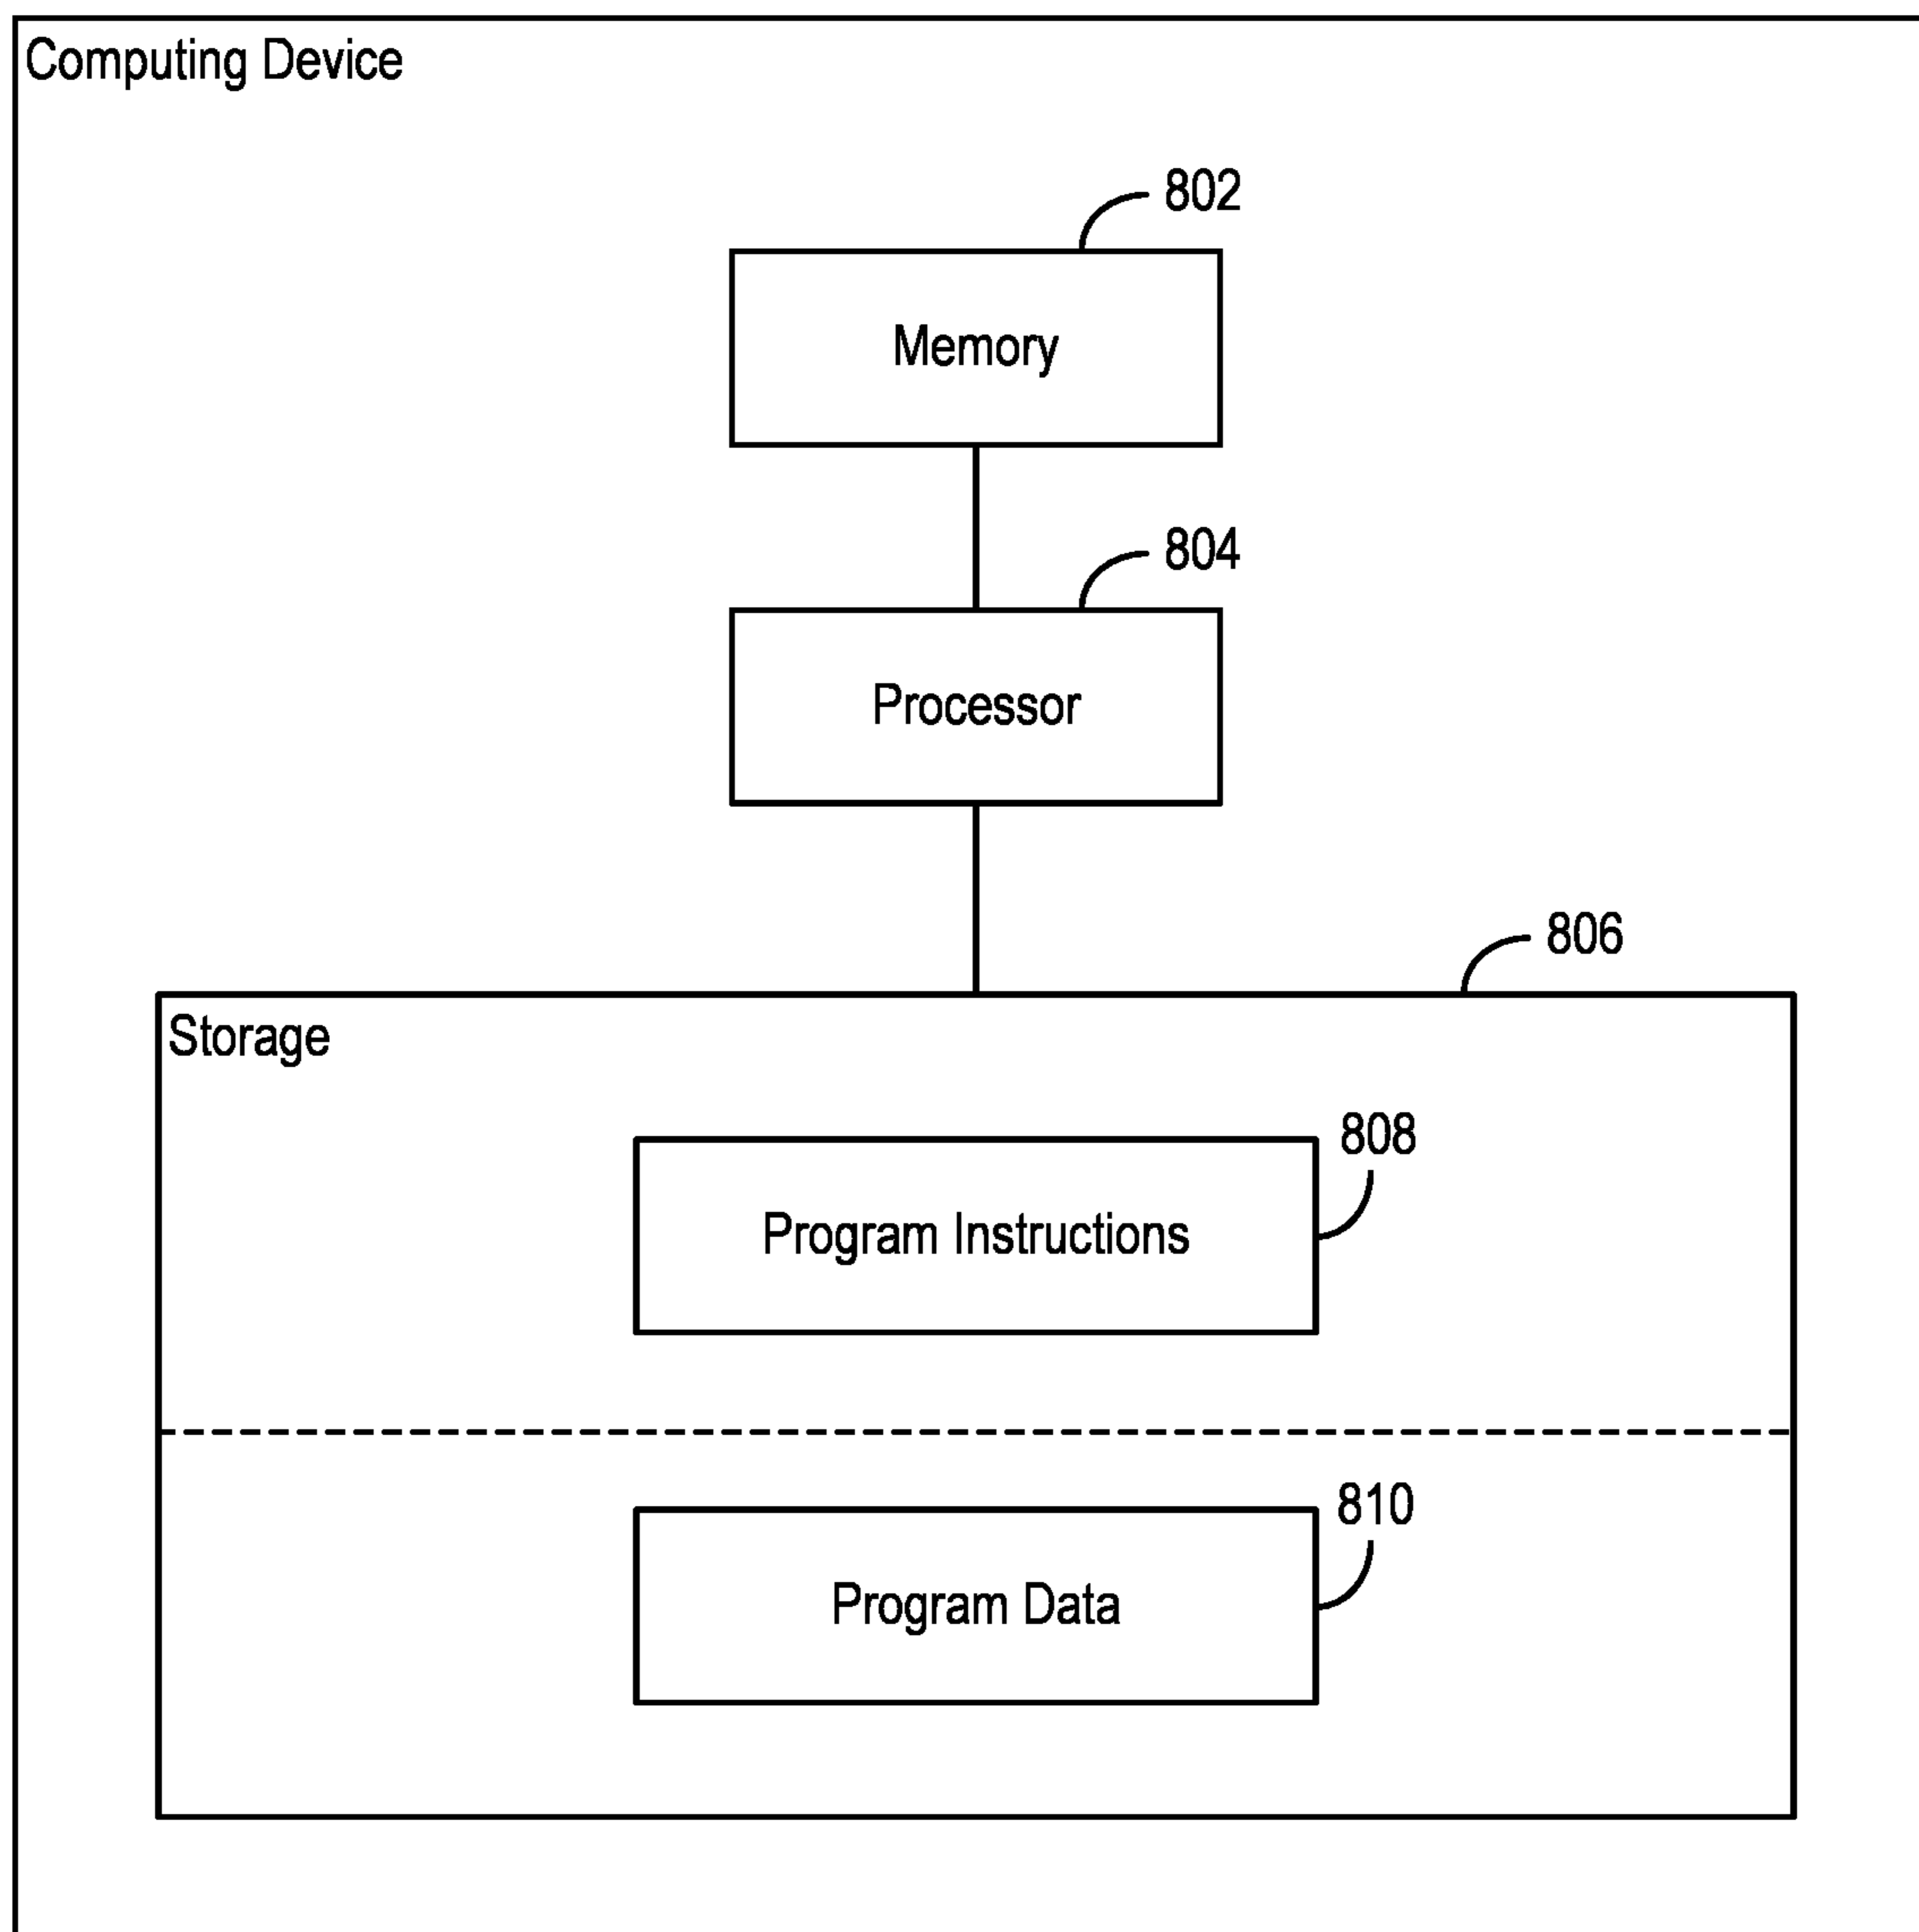 Computing Device
802
Memory
804
Processor
806
Storage
808
Program Instructions
810
Program Data